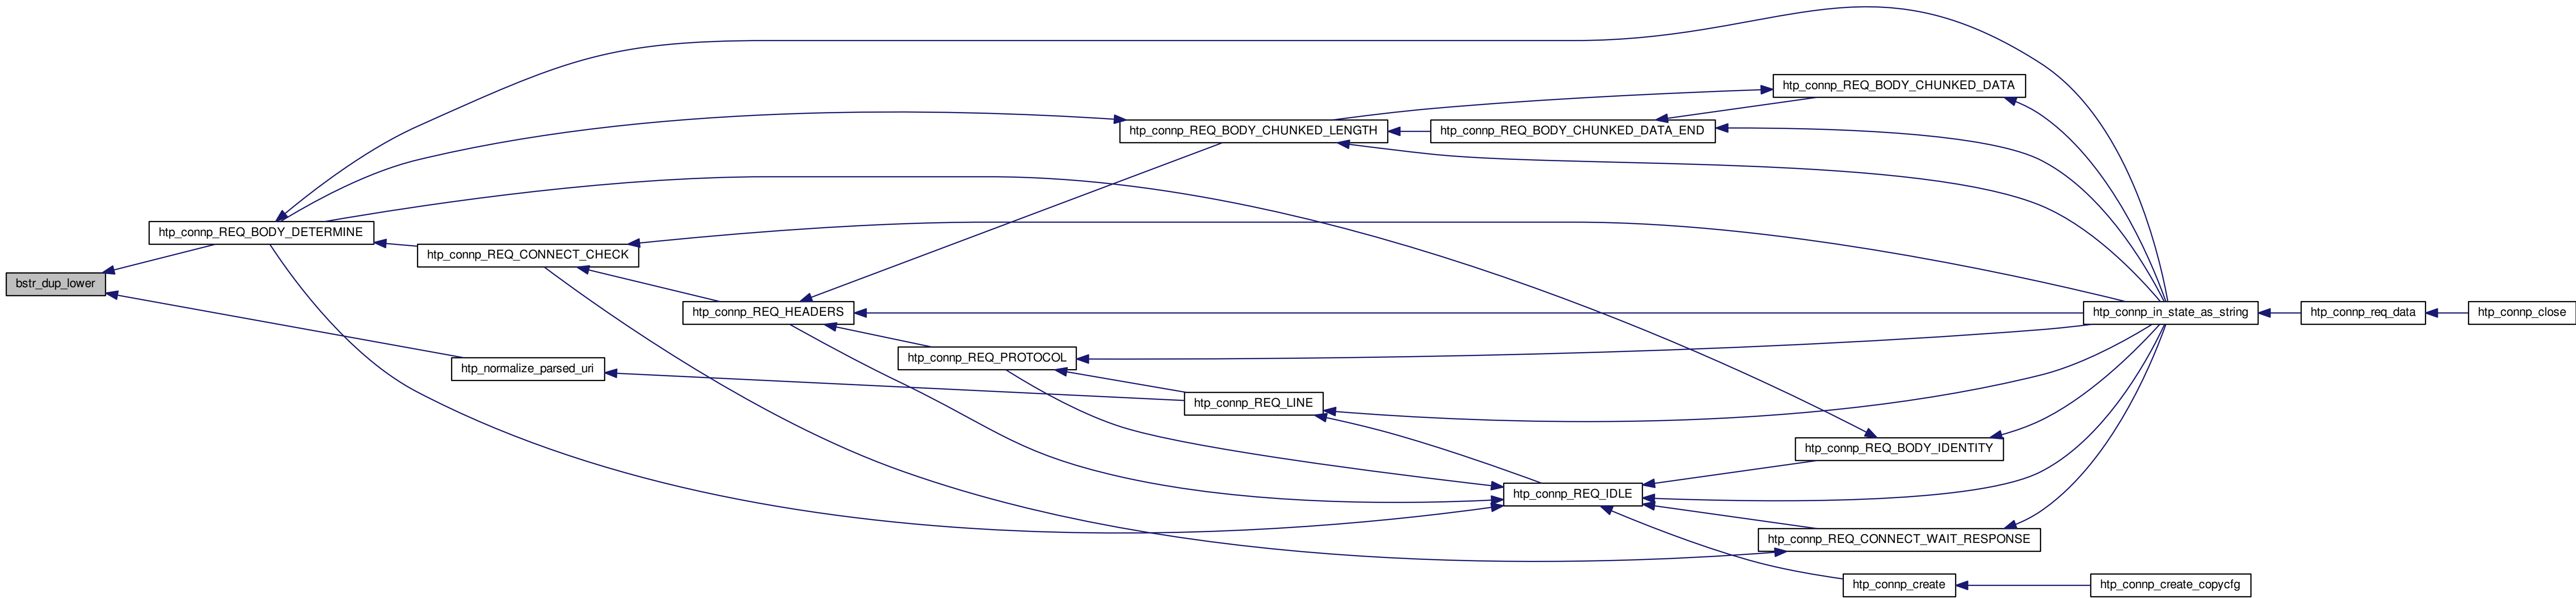 htp_connp_REQ_BODY_CHUNKED_DATA
htp_connp_REQ_BODY_CHUNKED_LENGTH
htp_connp_REQ_BODY_CHUNKED_DATA_END
htp_connp_REQ_BODY_DETERMINE
htp_connp_REQ_CONNECT_CHECK
bstr_dup_lower
htp_connp_REQ_HEADERS
htp_connp_in_state_as_string
htp_connp_req_data
htp_connp_close
htp_connp_REQ_PROTOCOL
htp_normalize_parsed_uri
htp_connp_REQ_LINE
htp_connp_REQ_BODY_IDENTITY
htp_connp_REQ_IDLE
htp_connp_REQ_CONNECT_WAIT_RESPONSE
htp_connp_create
htp_connp_create_copycfg